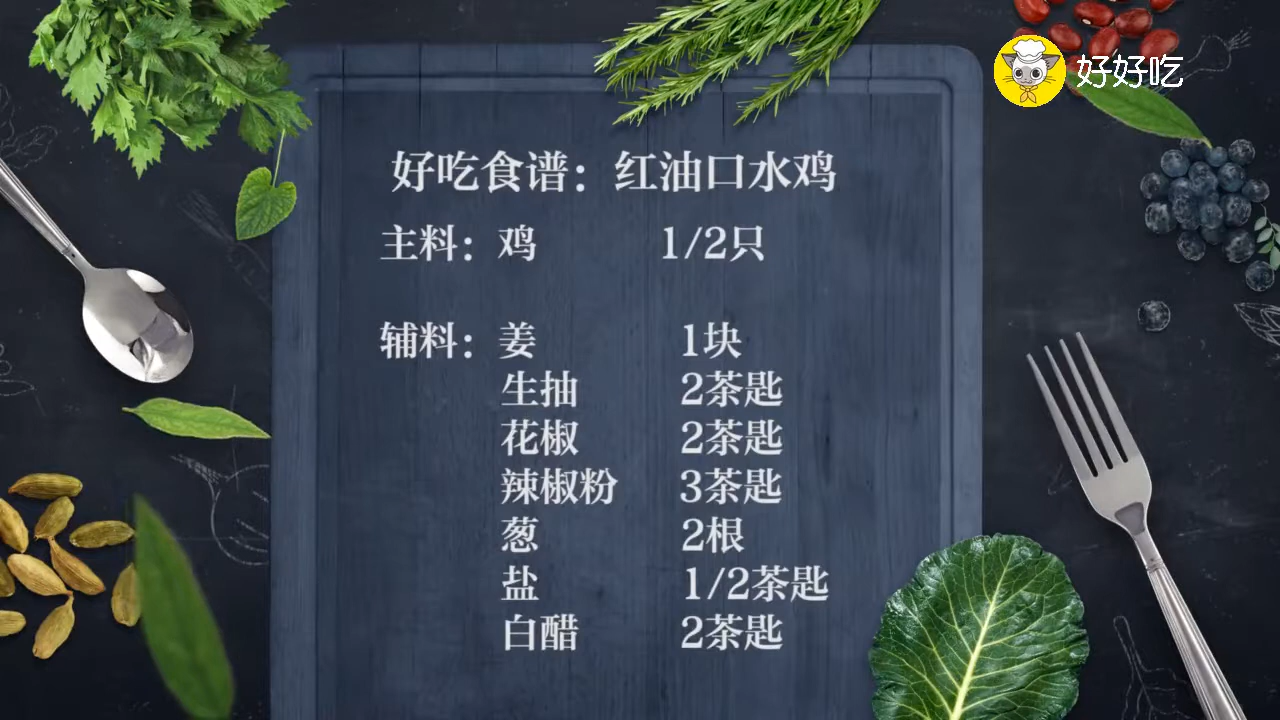 好好吃
好吃食谱：红油口水鸡
主料：鸡 1/2只
辅料：姜 1块
生抽 2茶匙
花椒 2茶匙
辣椒粉 3茶匙
葱 2根
盐 1/2茶匙
白醋 2茶匙